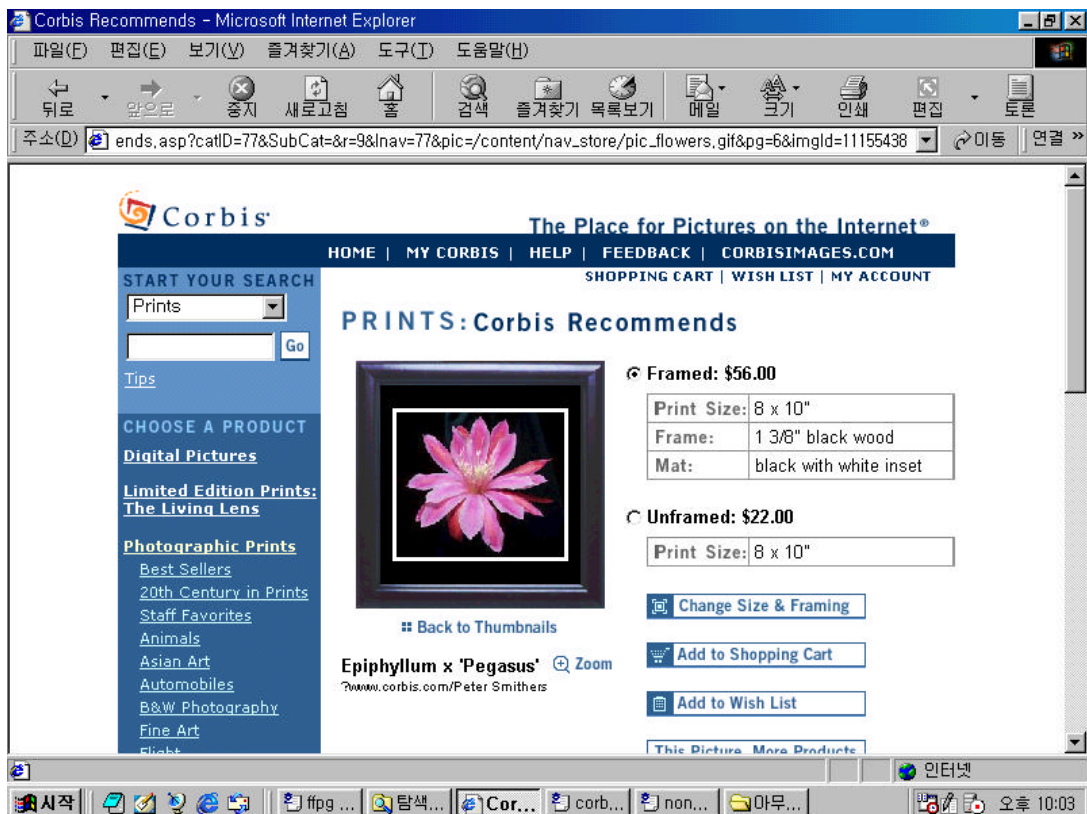 Corbis Recommends - Microsoft Internet Explorer
파일(F) 편집(E) 보기(V) 즐겨찾기(A) 도구(T) 도움말(H)
뒤로 앞으로 중지 새로고침 홈 검색 즐겨찾기 목록보기 메일 크기 인쇄 편집 토론
주소(D) ends.asp?catID=77&SubCat=&r=9&lnav=77&pic=/content/nav_store/pic_flowers.gif&pg=6&imgId=11155438 이동 연결 »
Corbis
The Place for Pictures on the Internet®
HOME | MY CORBIS | HELP | FEEDBACK | CORBISIMAGES.COM
SHOPPING CART | WISH LIST | MY ACCOUNT
START YOUR SEARCH
Prints
Go
Tips
CHOOSE A PRODUCT
Digital Pictures
Limited Edition Prints:
The Living Lens
Photographic Prints
Best Sellers
20th Century in Prints
Staff Favorites
Animals
Asian Art
Automobiles
B&W Photography
Fine Art
Flight
PRINTS: Corbis Recommends
Back to Thumbnails
Epiphyllum x 'Pegasus' Zoom
?www.corbis.com/Peter Smithers
Framed: $56.00
Print Size: 8 x 10"
Frame: 1 3/8" black wood
Mat: black with white inset
Unframed: $22.00
Print Size: 8 x 10"
Change Size & Framing
Add to Shopping Cart
Add to Wish List
This Picture, More Products
인터넷
시작 ffpg ... 탐색... Cor... corb... non... 아무... 오후 10:03